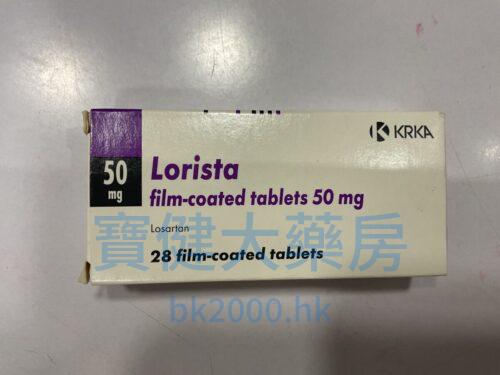 KRKA
50
mg
Lorista
film-coated tablets 50 mg
Losartan
28 film-coated tablets
寶健大藥房
bk2000.hk